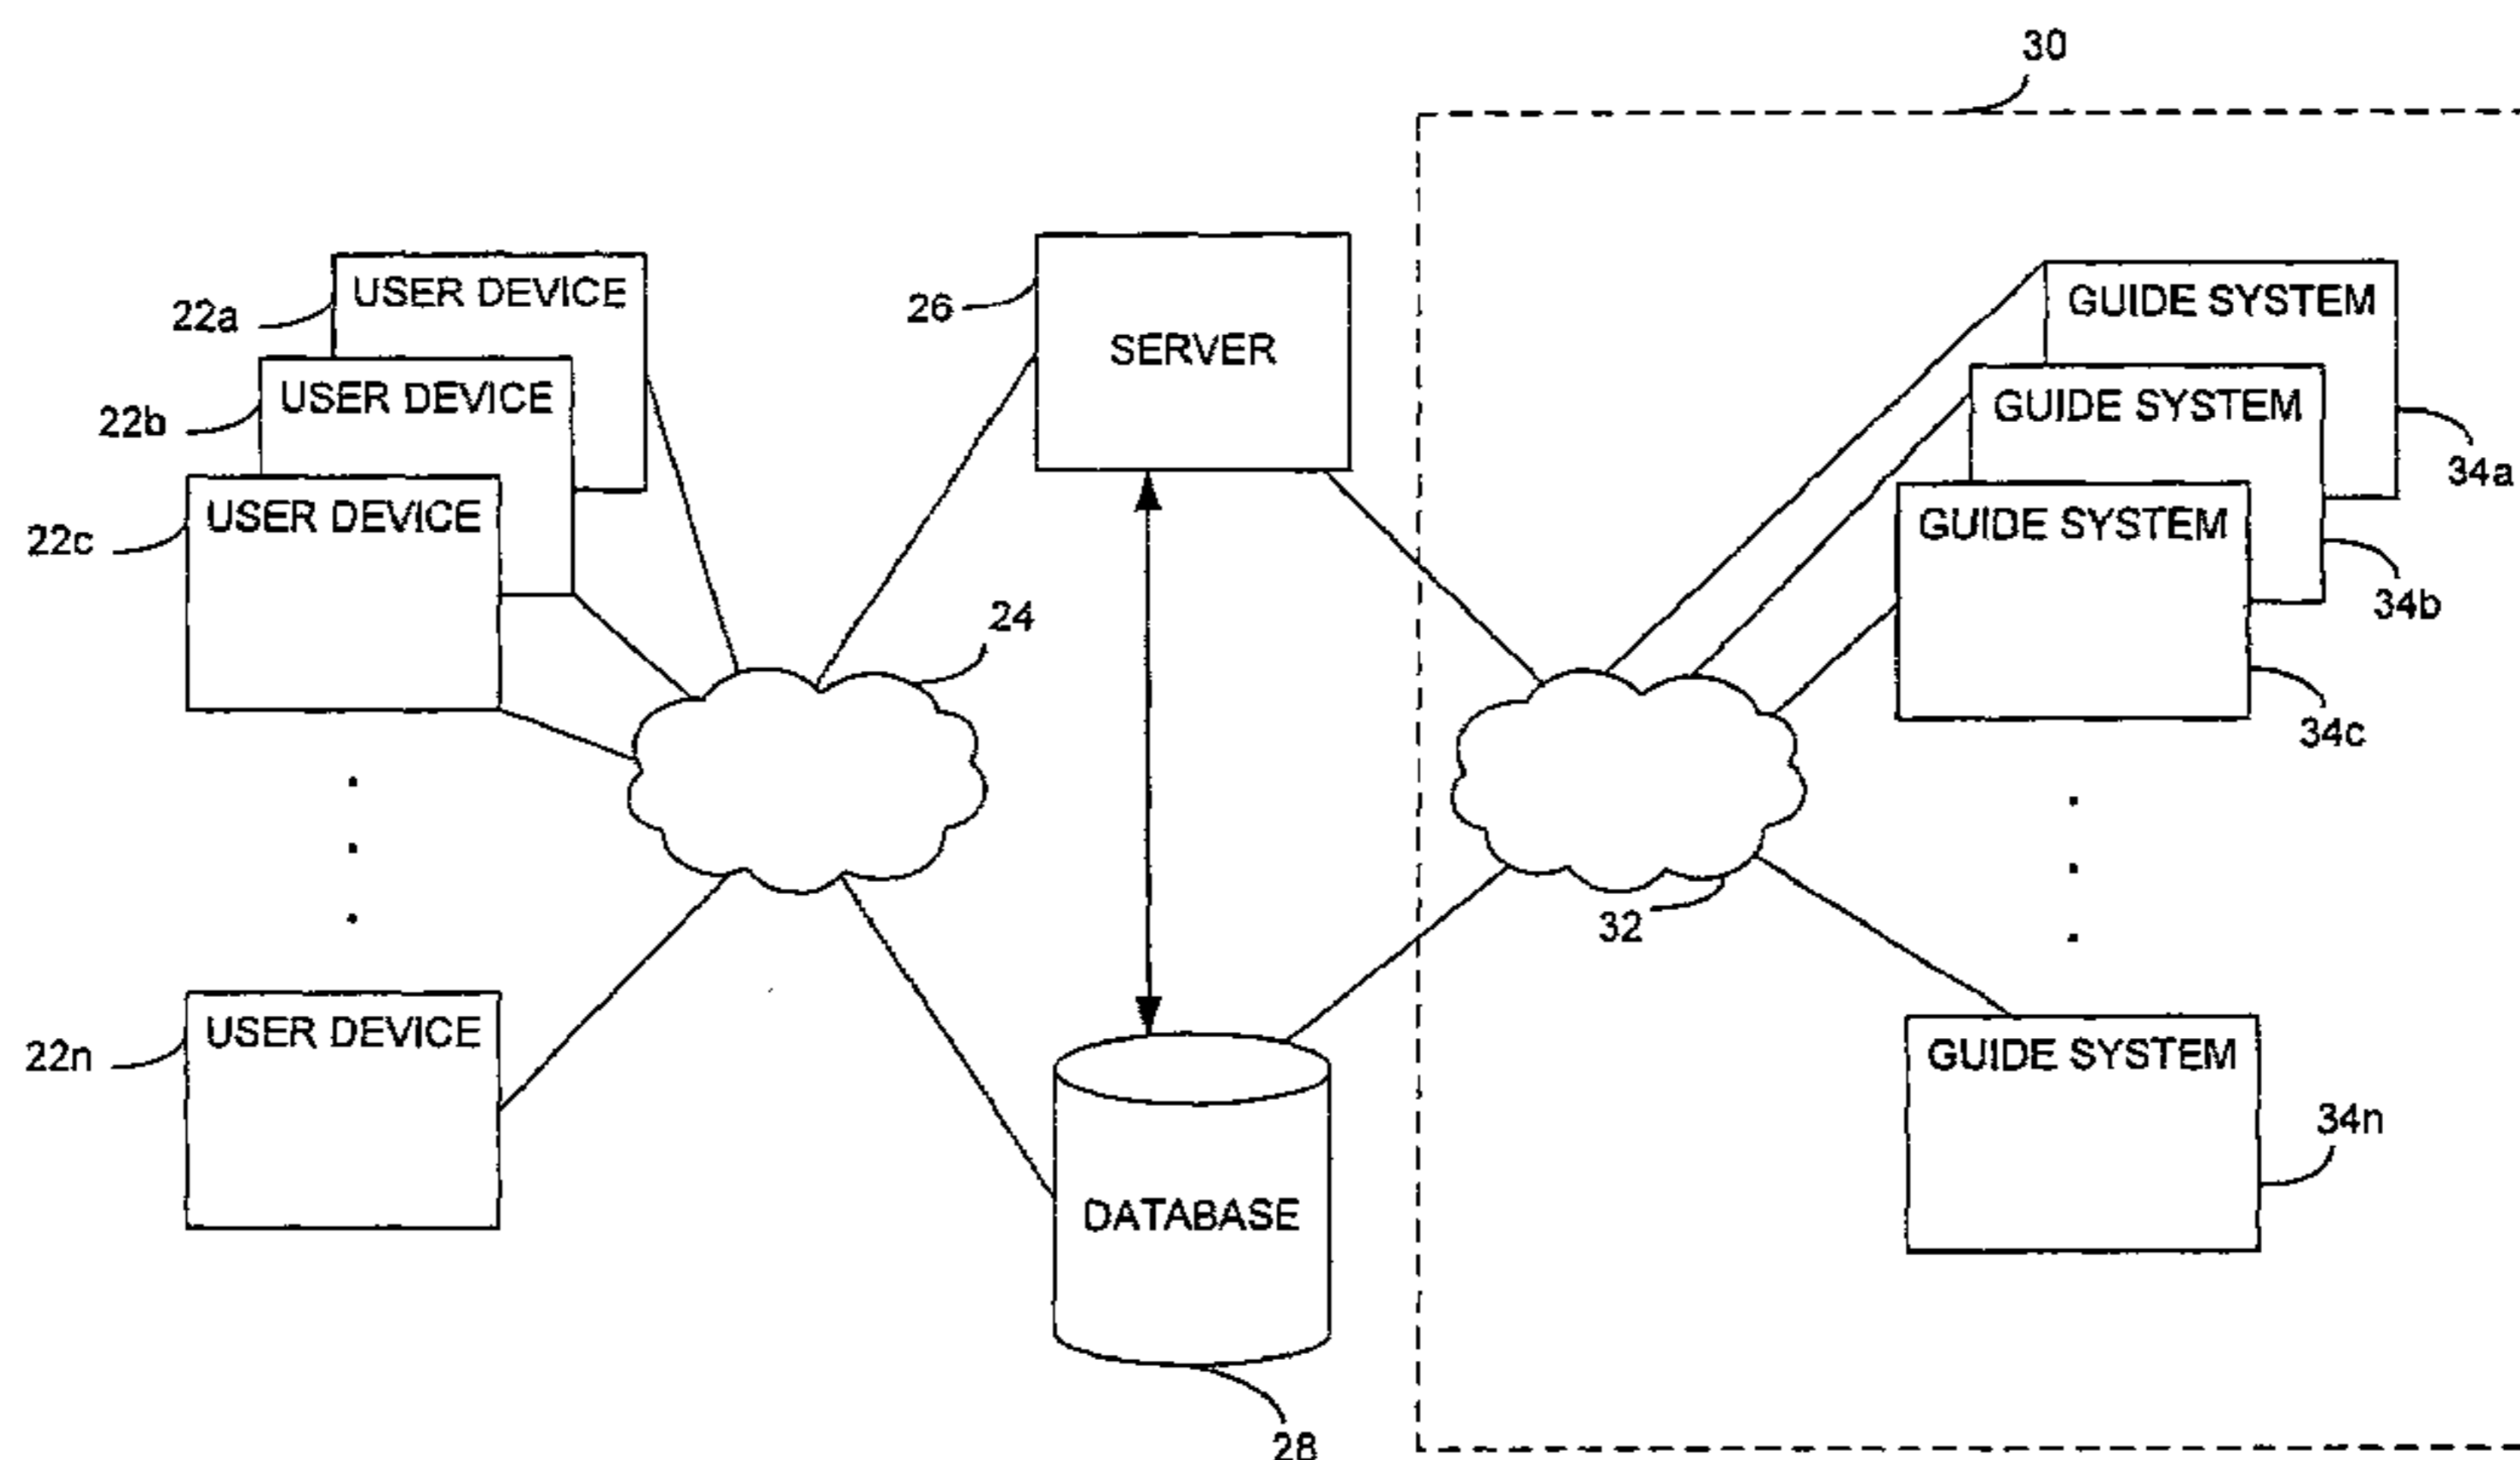 30
USER DEVICE
22a
USER DEVICE
22b
USER DEVICE
22c
USER DEVICE
22n
26
SERVER
24
DATABASE
28
GUIDE SYSTEM
34a
GUIDE SYSTEM
34b
GUIDE SYSTEM
34c
32
GUIDE SYSTEM
34n